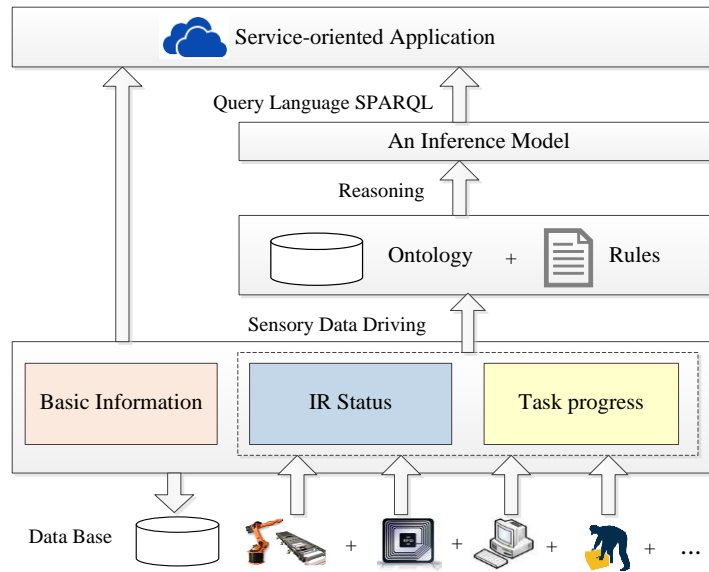 Service-oriented Application
Query Language SPARQL
An Inference Model
Reasoning
Ontology + Rules
Sensory Data Driving
Basic Information
IR Status
Task progress
Data Base
+ + + + ...